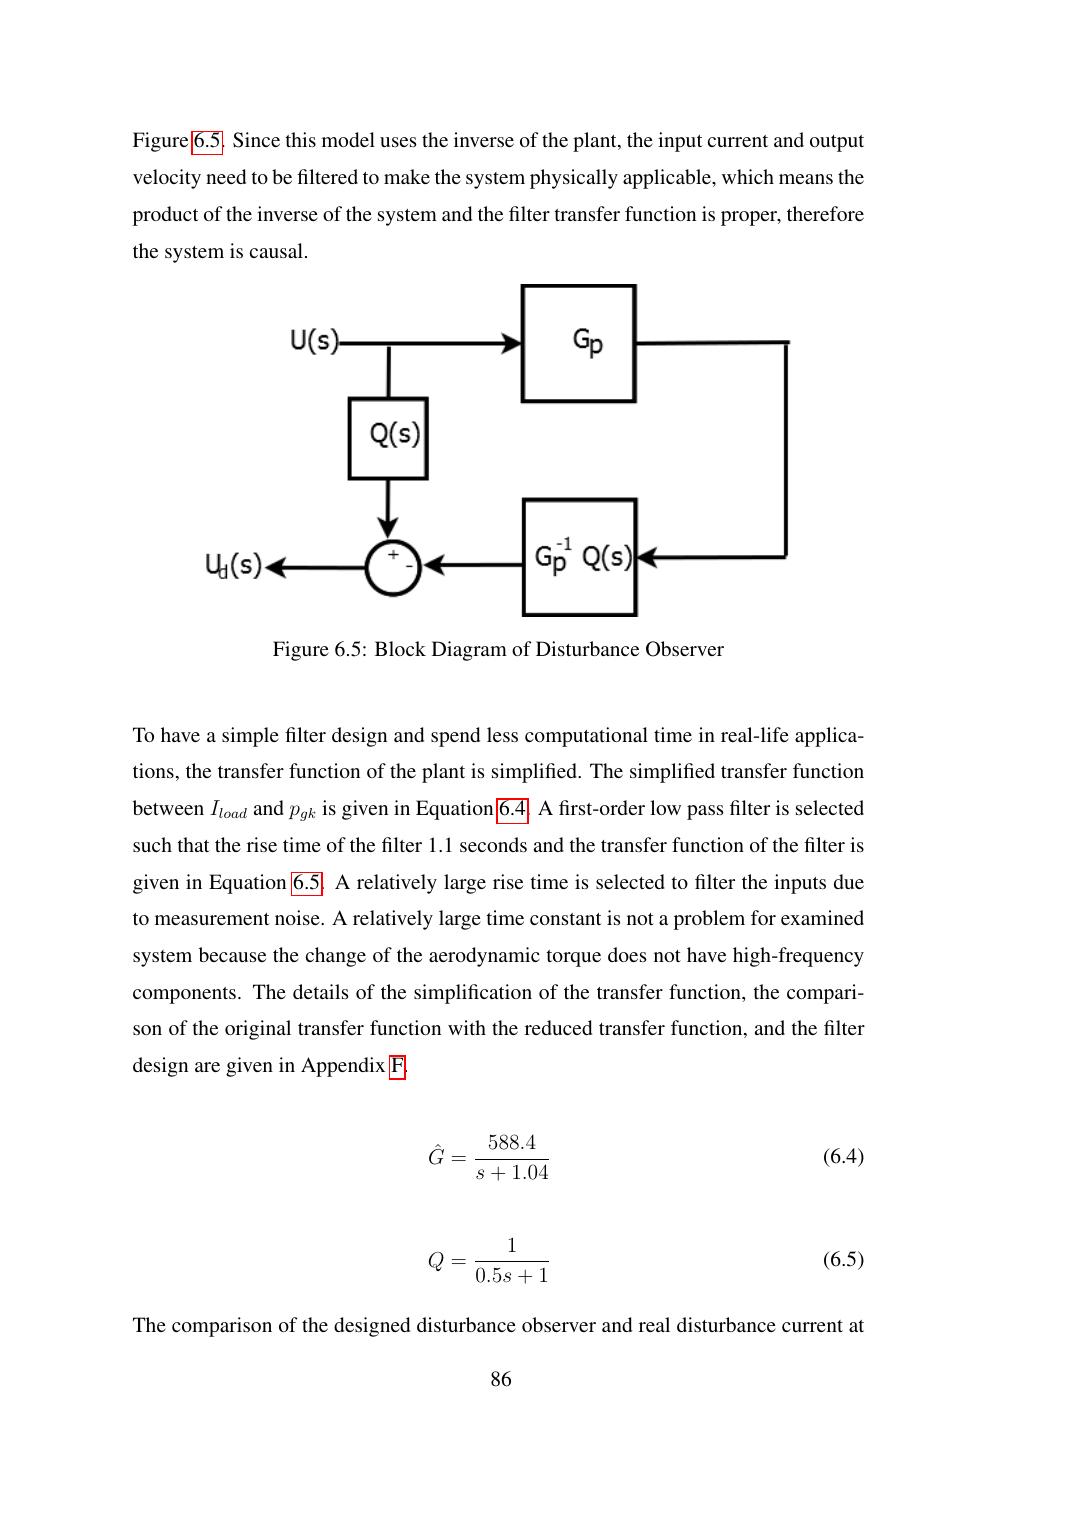 Figure 6.5. Since this model uses the inverse of the plant, the input current and output
velocity need to be filtered to make the system physically applicable, which means the
product of the inverse of the system and the filter transfer function is proper, therefore
the system is causal.
U(s)
Gp
Q(s)
+
-
Ud(s)
Gp^-1 Q(s)
Figure 6.5: Block Diagram of Disturbance Observer
To have a simple filter design and spend less computational time in real-life applica-
tions, the transfer function of the plant is simplified. The simplified transfer function
between I_load and p_gk is given in Equation 6.4. A first-order low pass filter is selected
such that the rise time of the filter 1.1 seconds and the transfer function of the filter is
given in Equation 6.5. A relatively large rise time is selected to filter the inputs due
to measurement noise. A relatively large time constant is not a problem for examined
system because the change of the aerodynamic torque does not have high-frequency
components. The details of the simplification of the transfer function, the compari-
son of the original transfer function with the reduced transfer function, and the filter
design are given in Appendix F.
Ĝ = 588.4 / (s + 1.04) (6.4)
Q = 1 / (0.5s + 1) (6.5)
The comparison of the designed disturbance observer and real disturbance current at
86